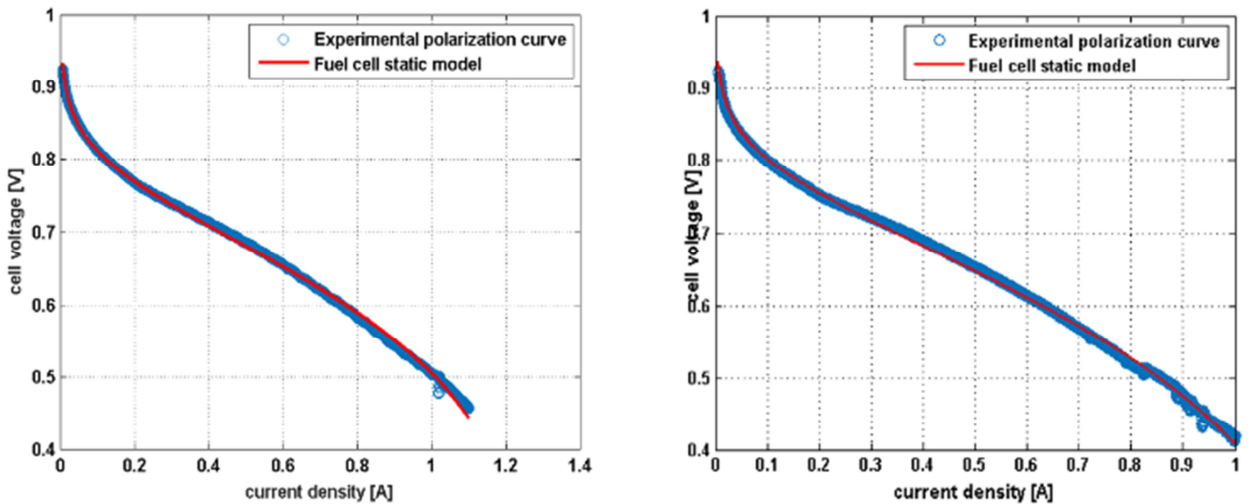 1
Experimental polarization curve
Fuel cell static model
0.9
0.8
0.7
0.6
0.5
0.4
cell voltage [V]
0 0.2 0.4 0.6 0.8 1 1.2 1.4
current density [A]
1
Experimental polarization curve
Fuel cell static model
0.9
0.8
0.7
0.6
0.5
0.4
cell voltage [V]
0 0.1 0.2 0.3 0.4 0.5 0.6 0.7 0.8 0.9 1
current density [A]